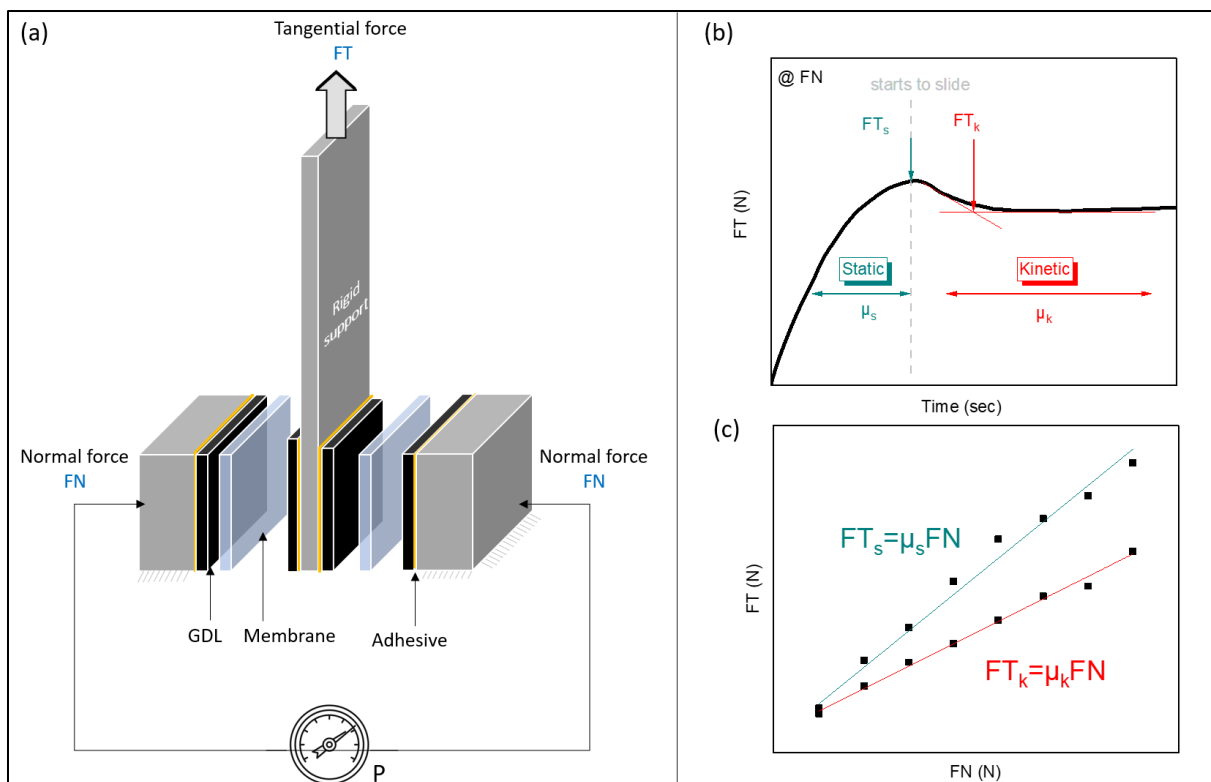 (a)
Tangential force
FT
Rigid
support
Normal force
FN
Normal force
FN
GDL
Membrane
Adhesive
P
(b)
@ FN
starts to slide
FTₛ
FTₖ
FT (N)
Static
µₛ
Kinetic
µₖ
Time (sec)
(c)
FTₛ=µₛFN
FTₖ=µₖFN
FT (N)
FN (N)